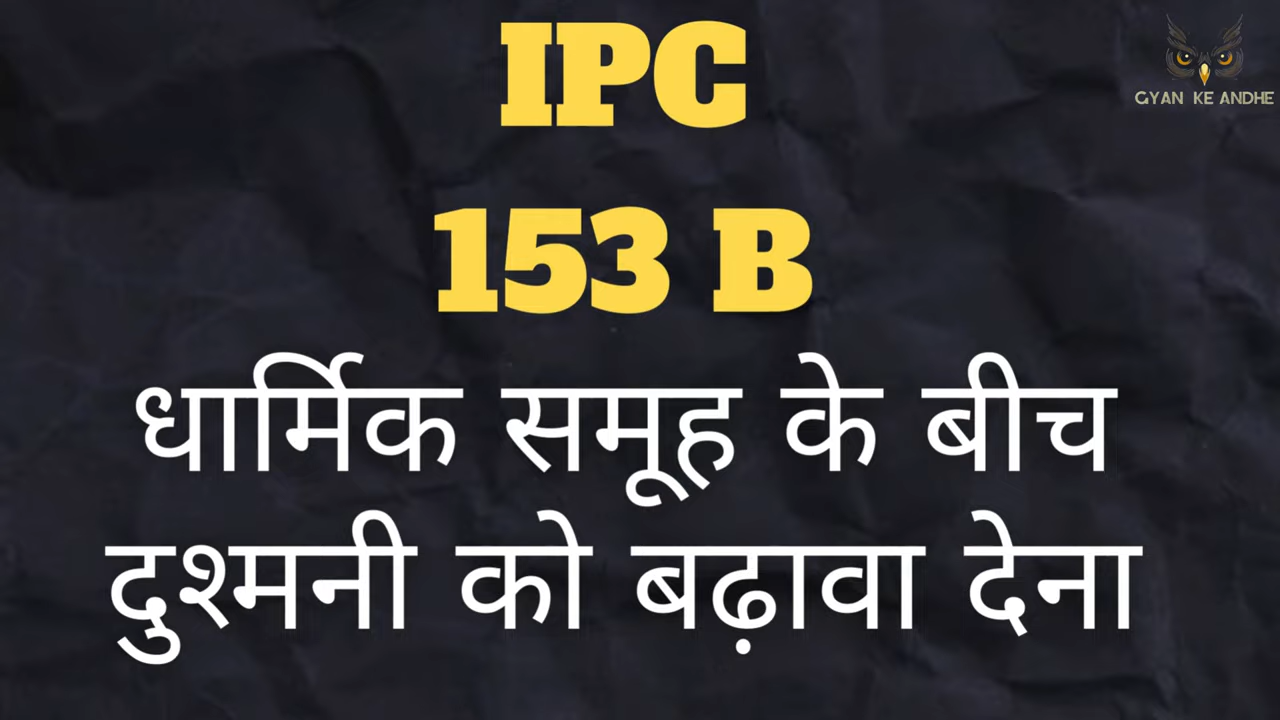 IPC
GYAN KE ANDHE
153 B
धार्मिक समूह के बीच
दुश्मनी को बढ़ावा देना